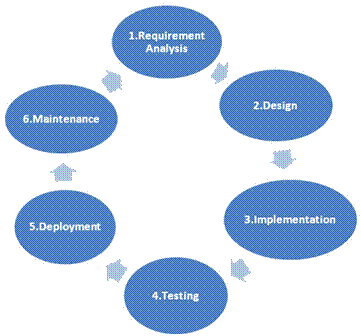 1.Requirement
Analysis
2.Design
3.Implementation
4.Testing
5.Deployment
6.Maintenance